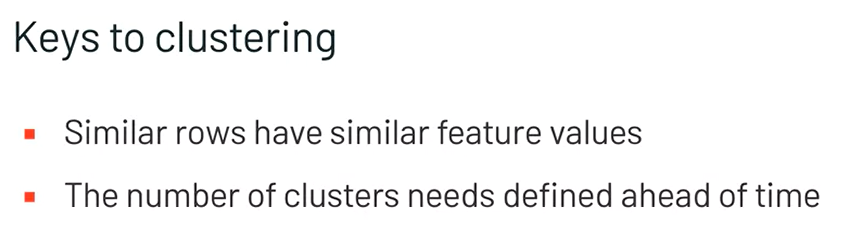 Keys to clustering
Similar rows have similar feature values
The number of clusters needs defined ahead of time